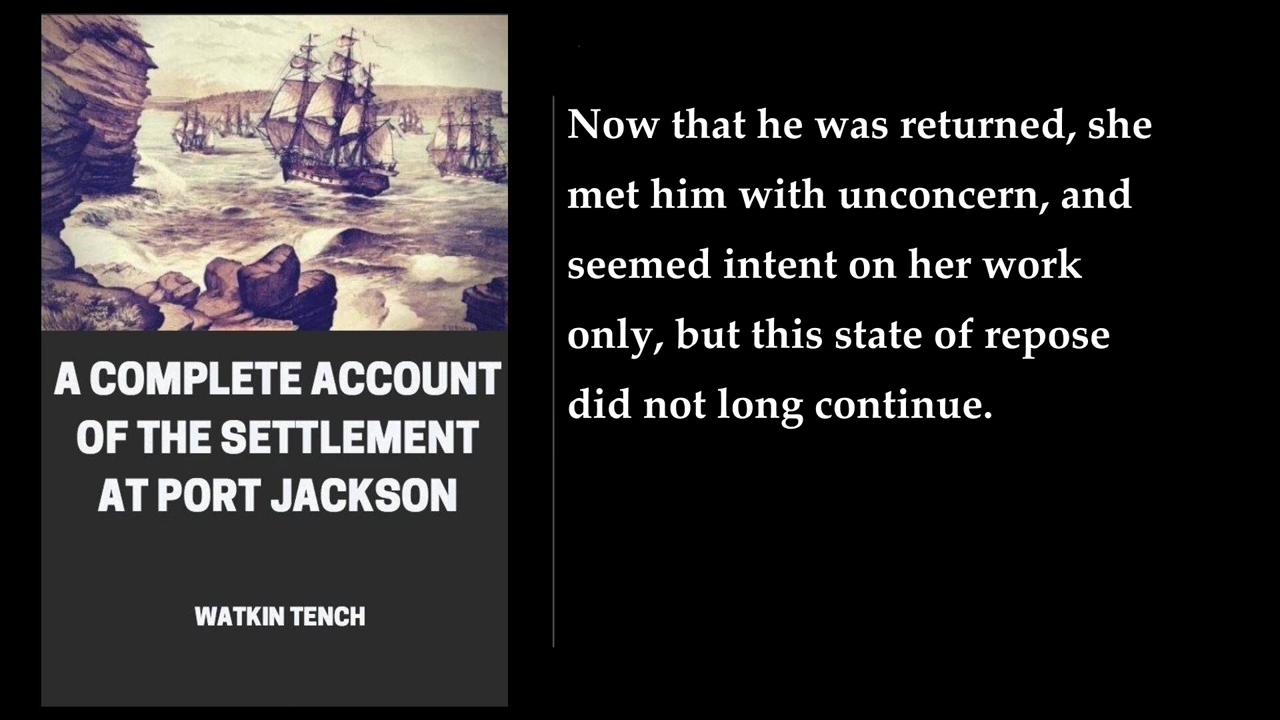 A COMPLETE ACCOUNT
OF THE SETTLEMENT
AT PORT JACKSON
WATKIN TENCH
Now that he was returned, she
met him with unconcern, and
seemed intent on her work
only, but this state of repose
did not long continue.